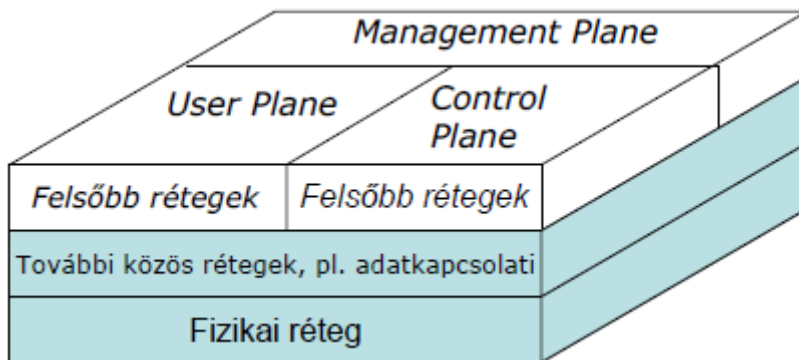 Management Plane
User Plane
Control
Plane
Felsőbb rétegek
Felsőbb rétegek
További közös rétegek, pl. adatkapcsolati
Fizikai réteg